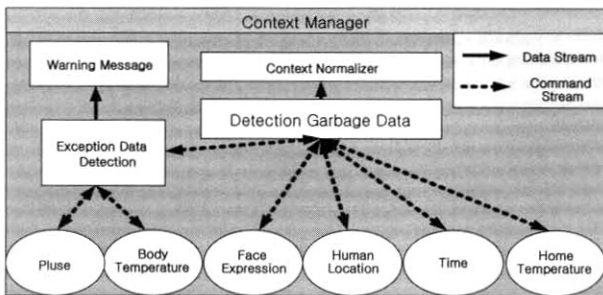 Context Manager
Warning Message
Context Normalizer
Data Stream
Command
Stream
Detection Garbage Data
Exception Data
Detection
Pluse
Body
Temperature
Face
Expression
Human
Location
Time
Home
Temperature